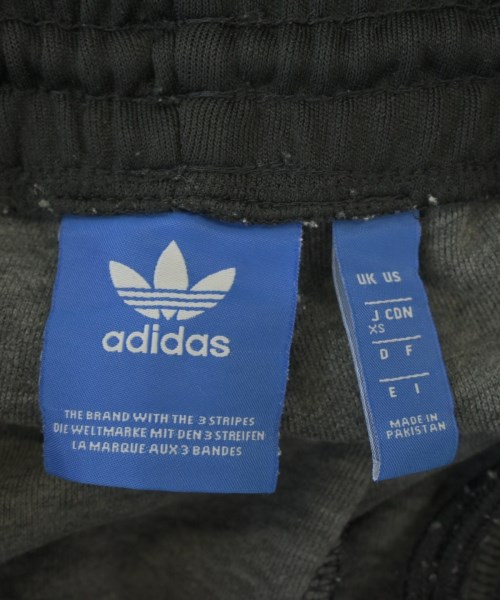 adidas
THE BRAND WITH THE 3 STRIPES
DIE WELTMARKE MIT DEN 3 STREIFEN
LA MARQUE AUX 3 BANDES
UK US
J CDN
XS
D F
E I
MADE IN
PAKISTAN